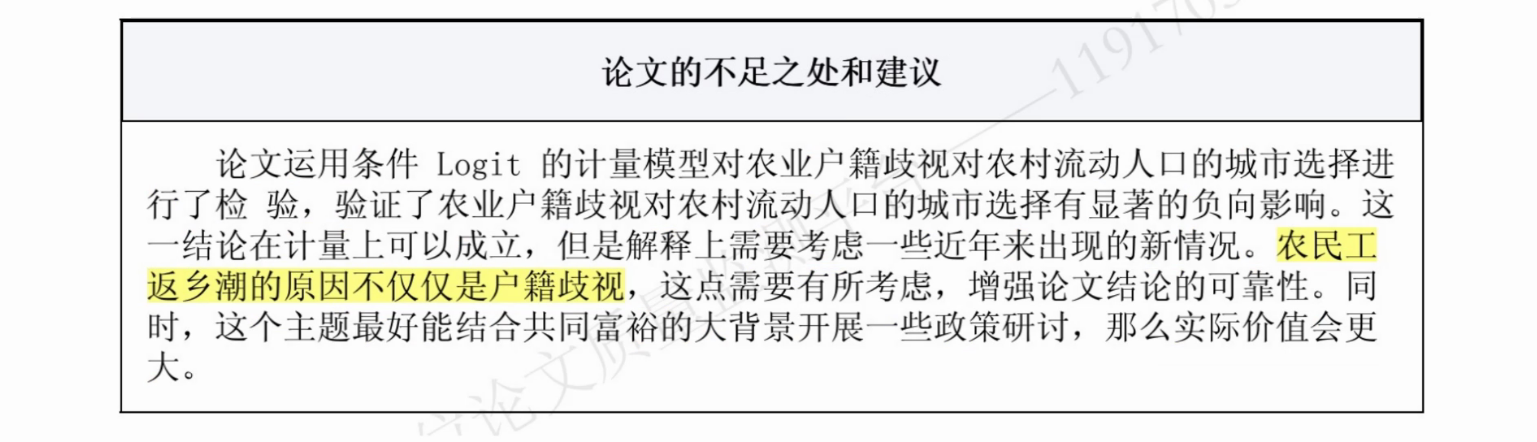 论文的不足之处和建议
论文运用条件 Logit 的计量模型对农业户籍歧视对农村流动人口的城市选择进
行了检 验，验证了农业户籍歧视对农村流动人口的城市选择有显著的负向影响。这
一结论在计量上可以成立，但是解释上需要考虑一些近年来出现的新情况。农民工
返乡潮的原因不仅仅是户籍歧视，这点需要有所考虑，增强论文结论的可靠性。同
时，这个主题最好能结合共同富裕的大背景开展一些政策研讨，那么实际价值会更
大。